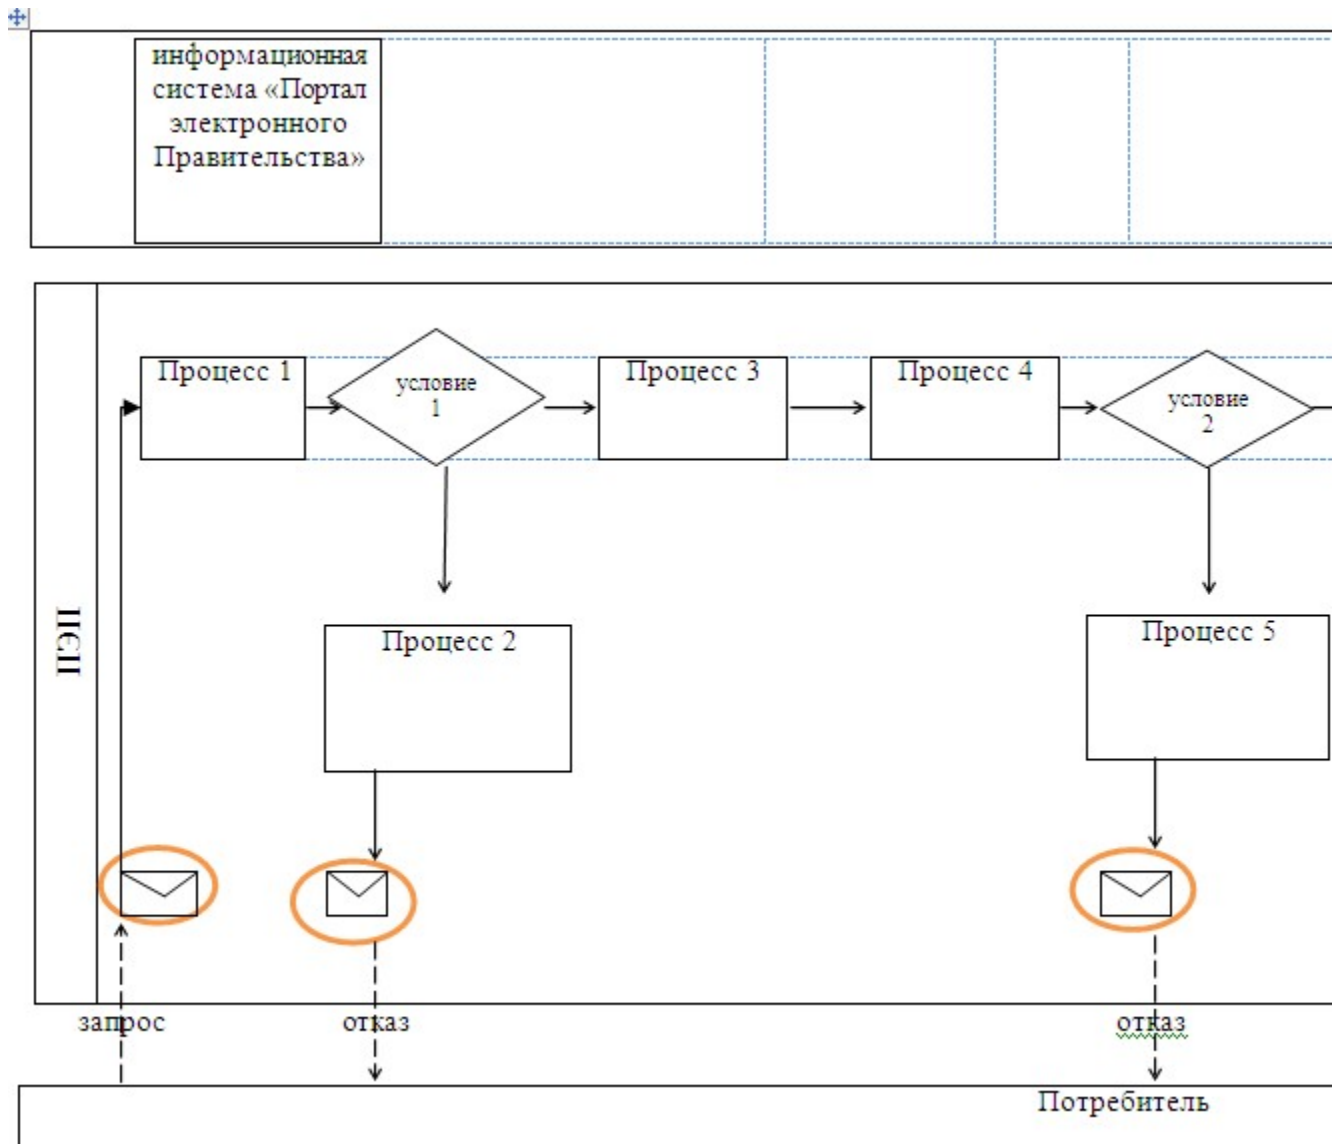 информационная
система «Портал
электронного
Правительства»
Процесс 1
условие
1
Процесс 3
Процесс 4
условие
2
ПЭП
Процесс 2
Процесс 5
запрос
отказ
отказ
Потребитель